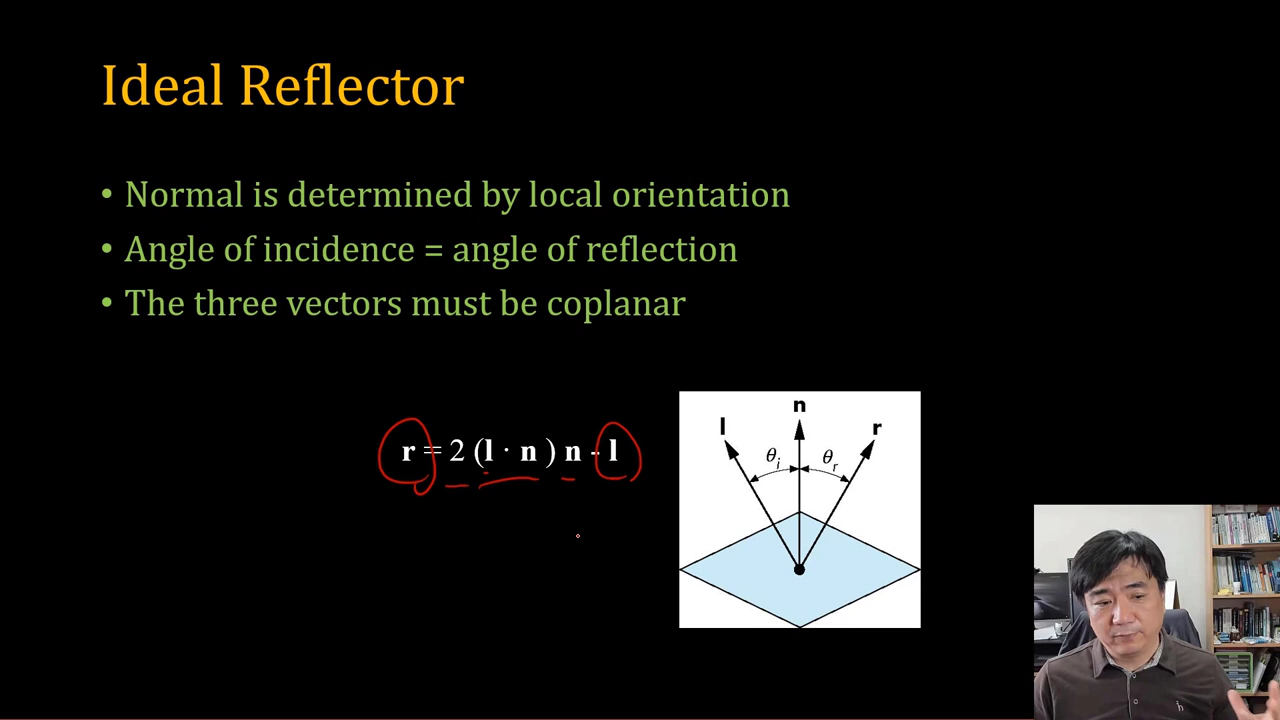 Ideal Reflector
• Normal is determined by local orientation
• Angle of incidence = angle of reflection
• The three vectors must be coplanar
r = 2 (l · n ) n - l
n
l
r
θi
θr